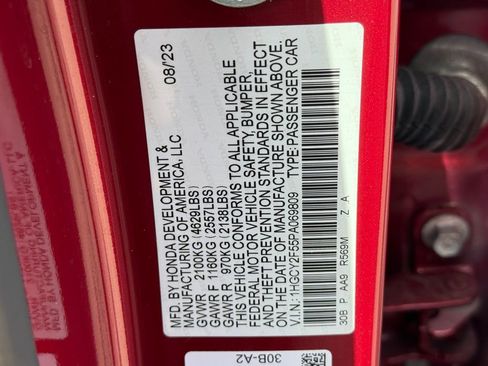 MFD. BY HONDA DEVELOPMENT & 08/23
MANUFACTURING OF AMERICA, LLC
GVWR 2100KG (4629LBS)
GAWR F 1160KG (2557LBS)
GAWR R 970KG (2138LBS)
THIS VEHICLE CONFORMS TO ALL APPLICABLE
FEDERAL MOTOR VEHICLE SAFETY, BUMPER,
AND THEFT PREVENTION STANDARDS IN EFFECT
ON THE DATE OF MANUFACTURE SHOWN ABOVE.
V.I.N.: 1HGCY2F55PA069809 TYPE:PASSENGER CAR
30B P AA9 R569M Z A
30B-A2